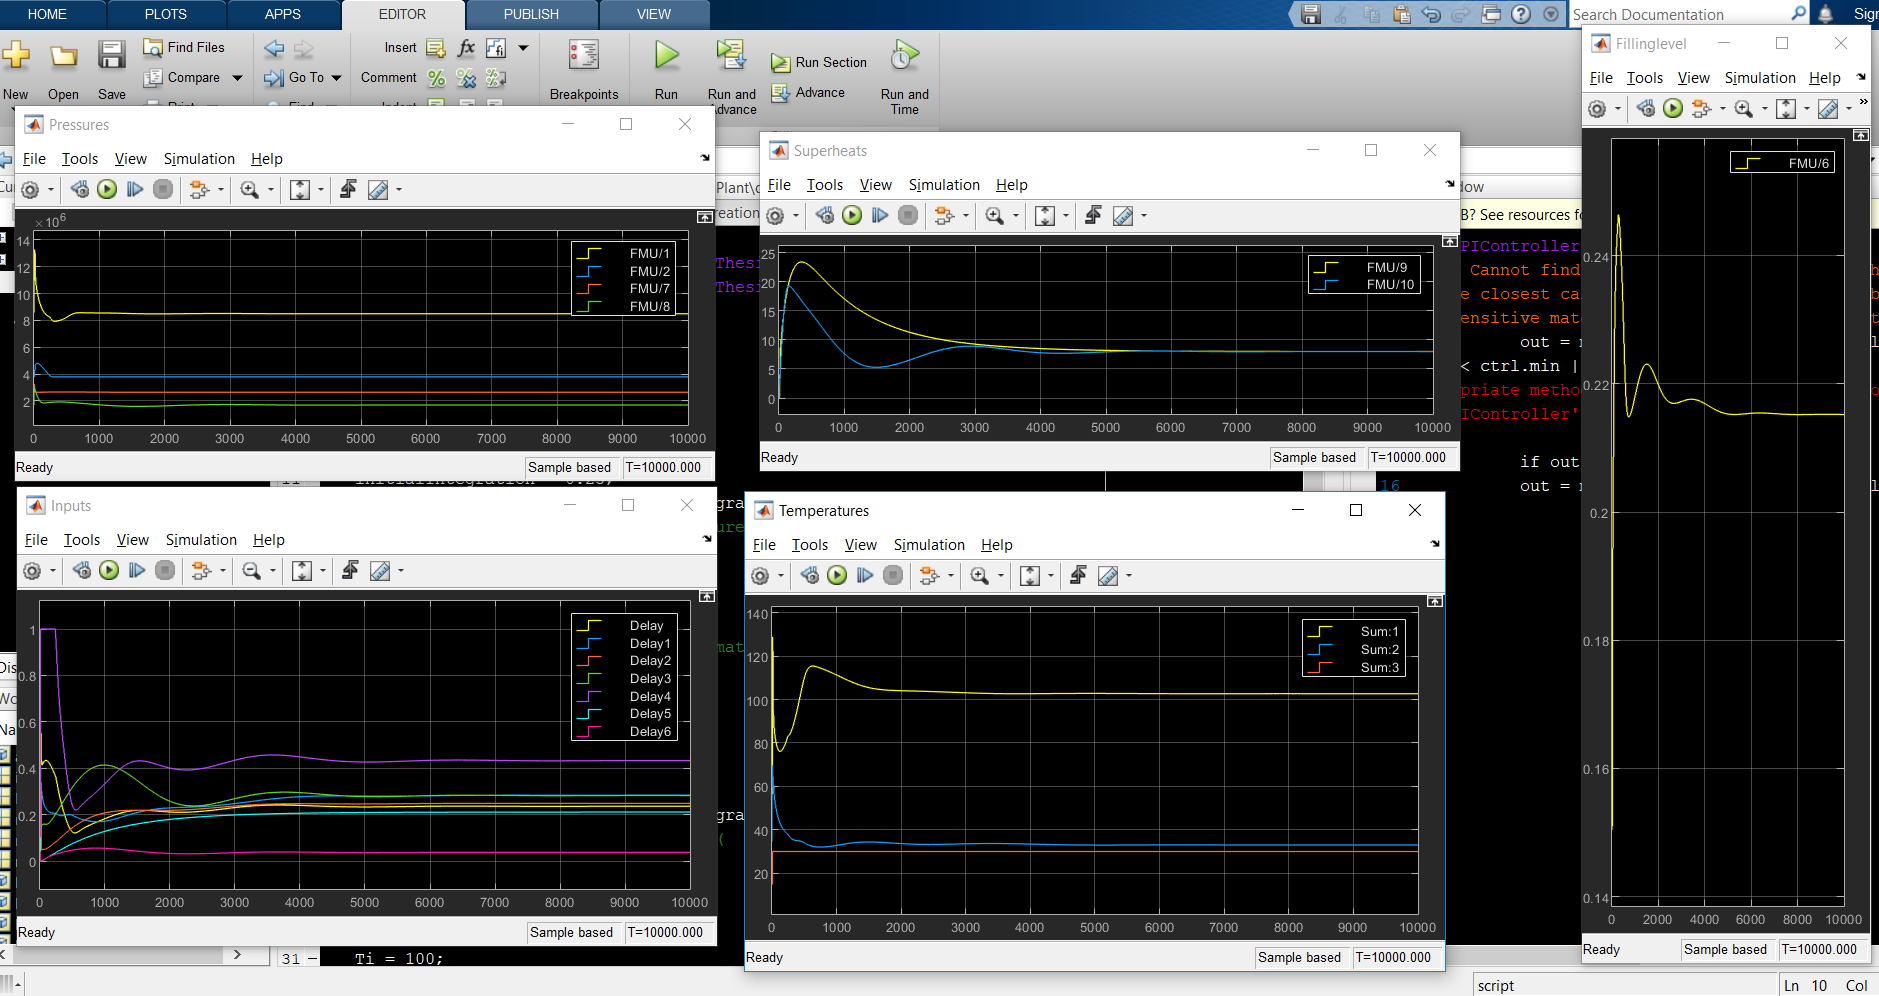 HOME PLOTS APPS EDITOR PUBLISH VIEW
Search Documentation
New Open Save
Find Files
Compare
Go To
Insert
Comment
Breakpoints
Run
Run and Advance
Run Section
Advance
Run and Time
Pressures
File Tools View Simulation Help
×10^6
14
12
10
8
6
4
2
FMU/1
FMU/2
FMU/7
FMU/8
0 1000 2000 3000 4000 5000 6000 7000 8000 9000 10000
Ready Sample based T=10000.000
Superheats
File Tools View Simulation Help
25
20
15
10
5
0
FMU/9
FMU/10
0 1000 2000 3000 4000 5000 6000 7000 8000 9000 10000
Ready Sample based T=10000.000
Inputs
File Tools View Simulation Help
1
0.8
0.6
0.4
0.2
0
Delay
Delay1
Delay2
Delay3
Delay4
Delay5
Delay6
0 1000 2000 3000 4000 5000 6000 7000 8000 9000 10000
Ready Sample based T=10000.000
Temperatures
File Tools View Simulation Help
140
120
100
80
60
40
20
Sum:1
Sum:2
Sum:3
0 1000 2000 3000 4000 5000 6000 7000 8000 9000 10000
Ready Sample based T=10000.000
Fillinglevel
File Tools View Simulation Help
FMU/6
0.24
0.22
0.2
0.18
0.16
0.14
0 2000 4000 6000 8000 10000
Ready Sample based T=10000.000
B? See resources
PIController
Cannot find
e closest
ensitive
out =
< ctrl.min |
PIController'
if out
16 out =
31 – Ti = 100;
script Ln 10 Col